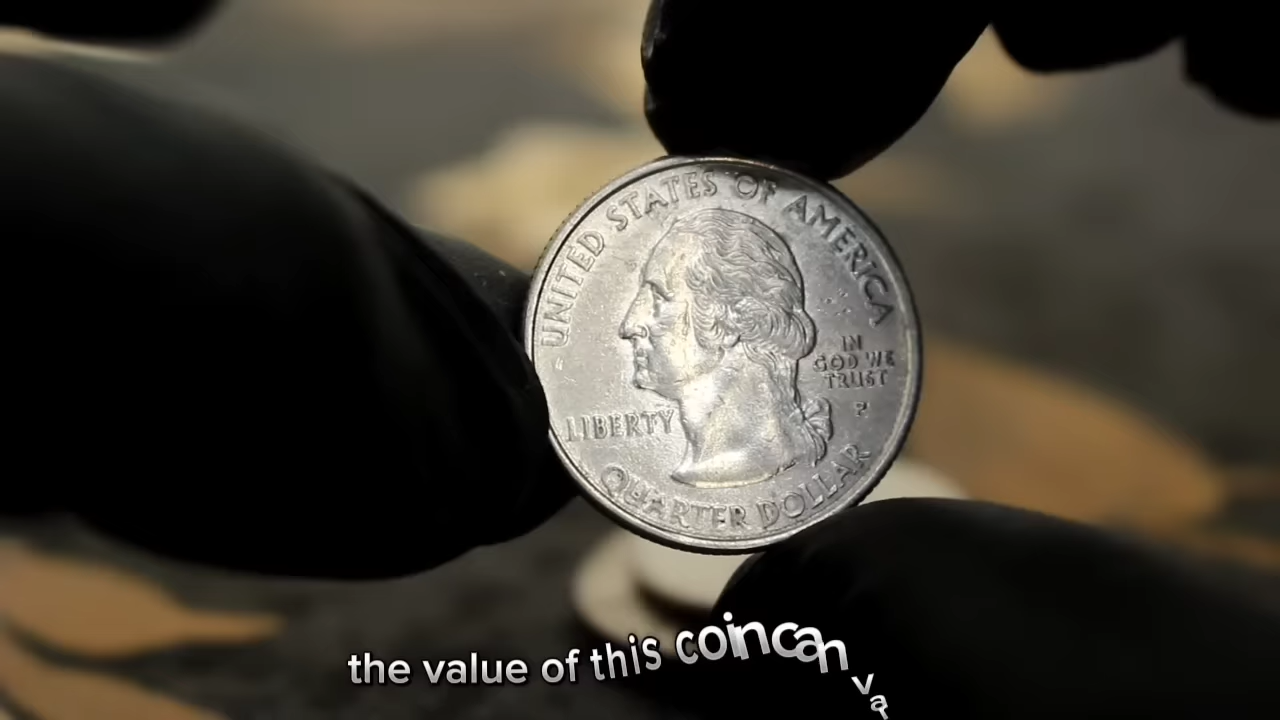 UNITED STATES OF AMERICA
IN
GOD WE
TRUST
LIBERTY
P
QUARTER DOLLAR
the value of this coin can